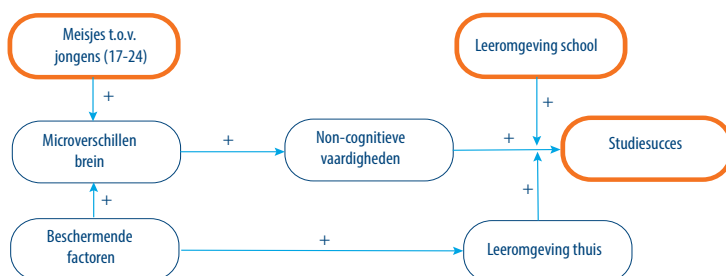 Meisjes t.o.v.
jongens (17-24)
Leeromgeving school
+
+
Microverschillen
brein
+
Non-cognitieve
vaardigheden
+
Studiesucces
+
+
Beschermende
factoren
+
Leeromgeving thuis